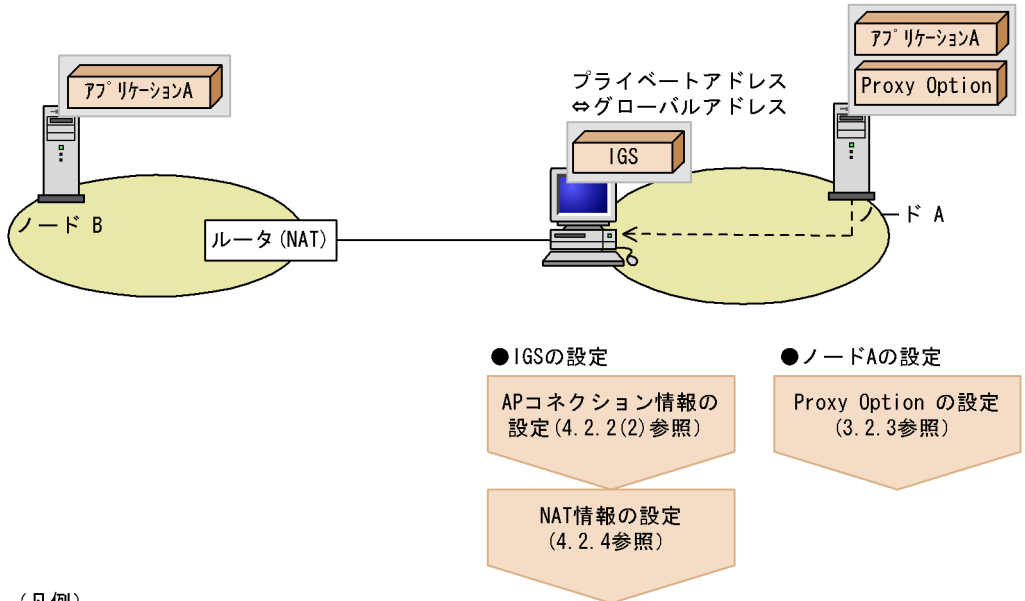 アプリケーションA
アプリケーションA
Proxy Option
プライベートアドレス
⇔グローバルアドレス
IGS
ノード B
ルータ(NAT)
ノード A
●IGSの設定
APコネクション情報の
設定(4.2.2(2)参照)
NAT情報の設定
(4.2.4参照)
●ノードAの設定
Proxy Option の設定
(3.2.3参照)
(凡例)